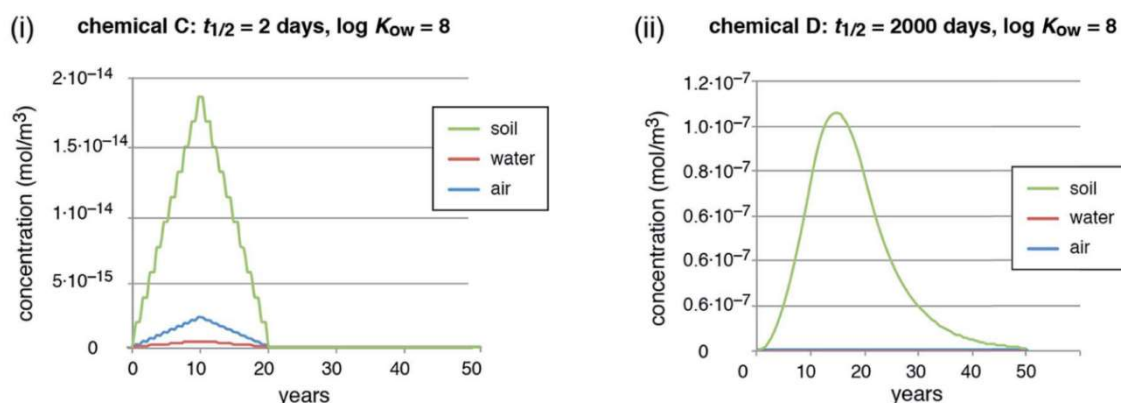 (i) chemical C: t1/2 = 2 days, log KOW = 8
concentration (mol/m³)
2·10⁻¹⁴
1.5·10⁻¹⁴
1·10⁻¹⁴
5·10⁻¹⁵
0
0 10 20 30 40 50
years
soil
water
air
(ii) chemical D: t1/2 = 2000 days, log KOW = 8
concentration (mol/m³)
1.2·10⁻⁷
1.0·10⁻⁷
0.8·10⁻⁷
0.6·10⁻⁷
0.6·10⁻⁷
0.6·10⁻⁷
0
0 10 20 30 40 50
years
soil
water
air